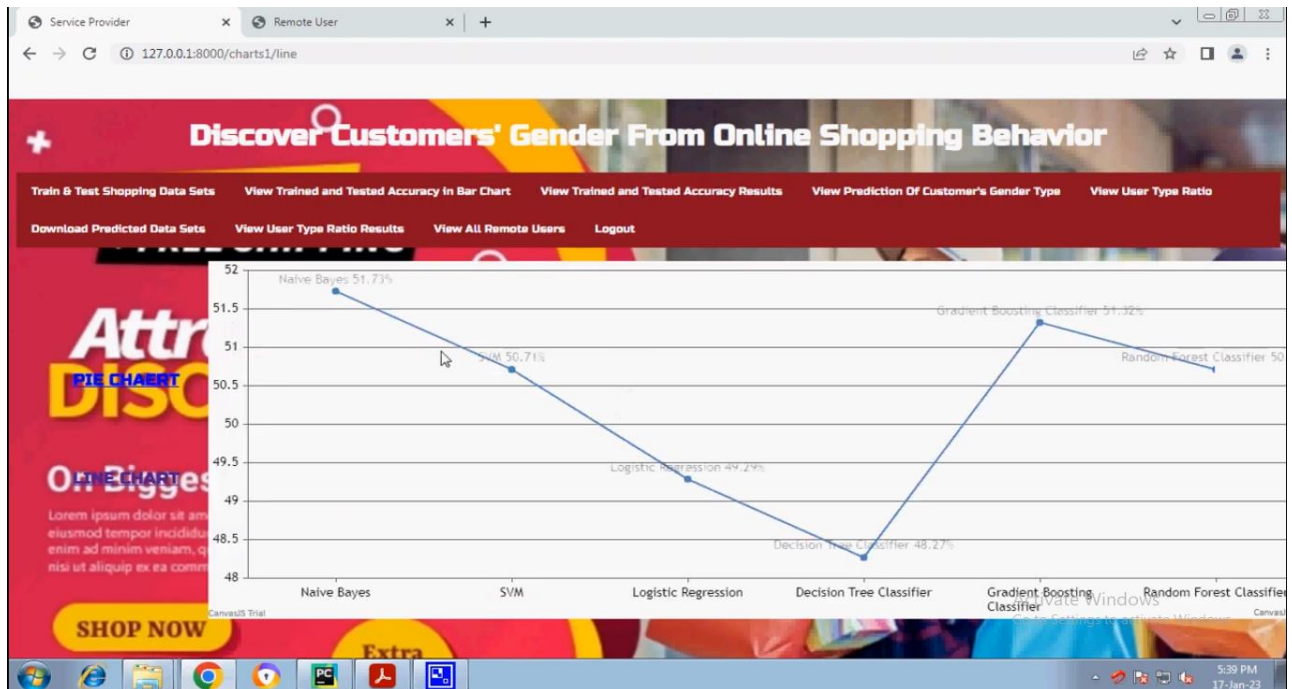 Service Provider
Remote User
127.0.0.1:8000/charts1/line
Discover Customers' Gender From Online Shopping Behavior
Train & Test Shopping Data Sets View Trained and Tested Accuracy in Bar Chart View Trained and Tested Accuracy Results View Prediction Of Customer's Gender Type View User Type Ratio
Download Predicted Data Sets View User Type Ratio Results View All Remote Users Logout
52
Naive Bayes 51.73%
51.5
Gradient Boosting Classifier 51.32%
51
SVM 50.71%
Random Forest Classifier 50
PIE CHAERT
50.5
50
49.5
Logistic Regression 49.29%
LINE CHART
49
48.5
Decision Tree Classifier 48.27%
48
Naive Bayes SVM Logistic Regression Decision Tree Classifier Gradient Boosting Classifier Random Forest Classifier
CanvasJS Trial
Lorem ipsum dolor sit am
eiusmod tempor incididu
enim ad minim veniam, q
nisi ut aliquip ex ea comm
Activate Windows
SHOP NOW
Extra
PC
5:39 PM
17-Jan-23